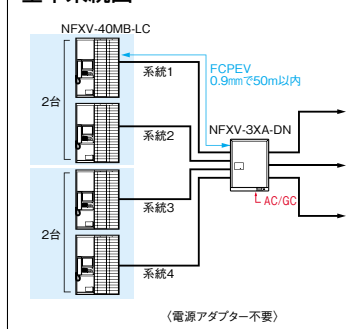 NFXV-40MB-LC
2台
系統1
FCPEV
0.9mmで50m以内
系統2
NFXV-3XA-DN
AC/GC
2台
系統3
系統4
〈電源アダプター不要〉